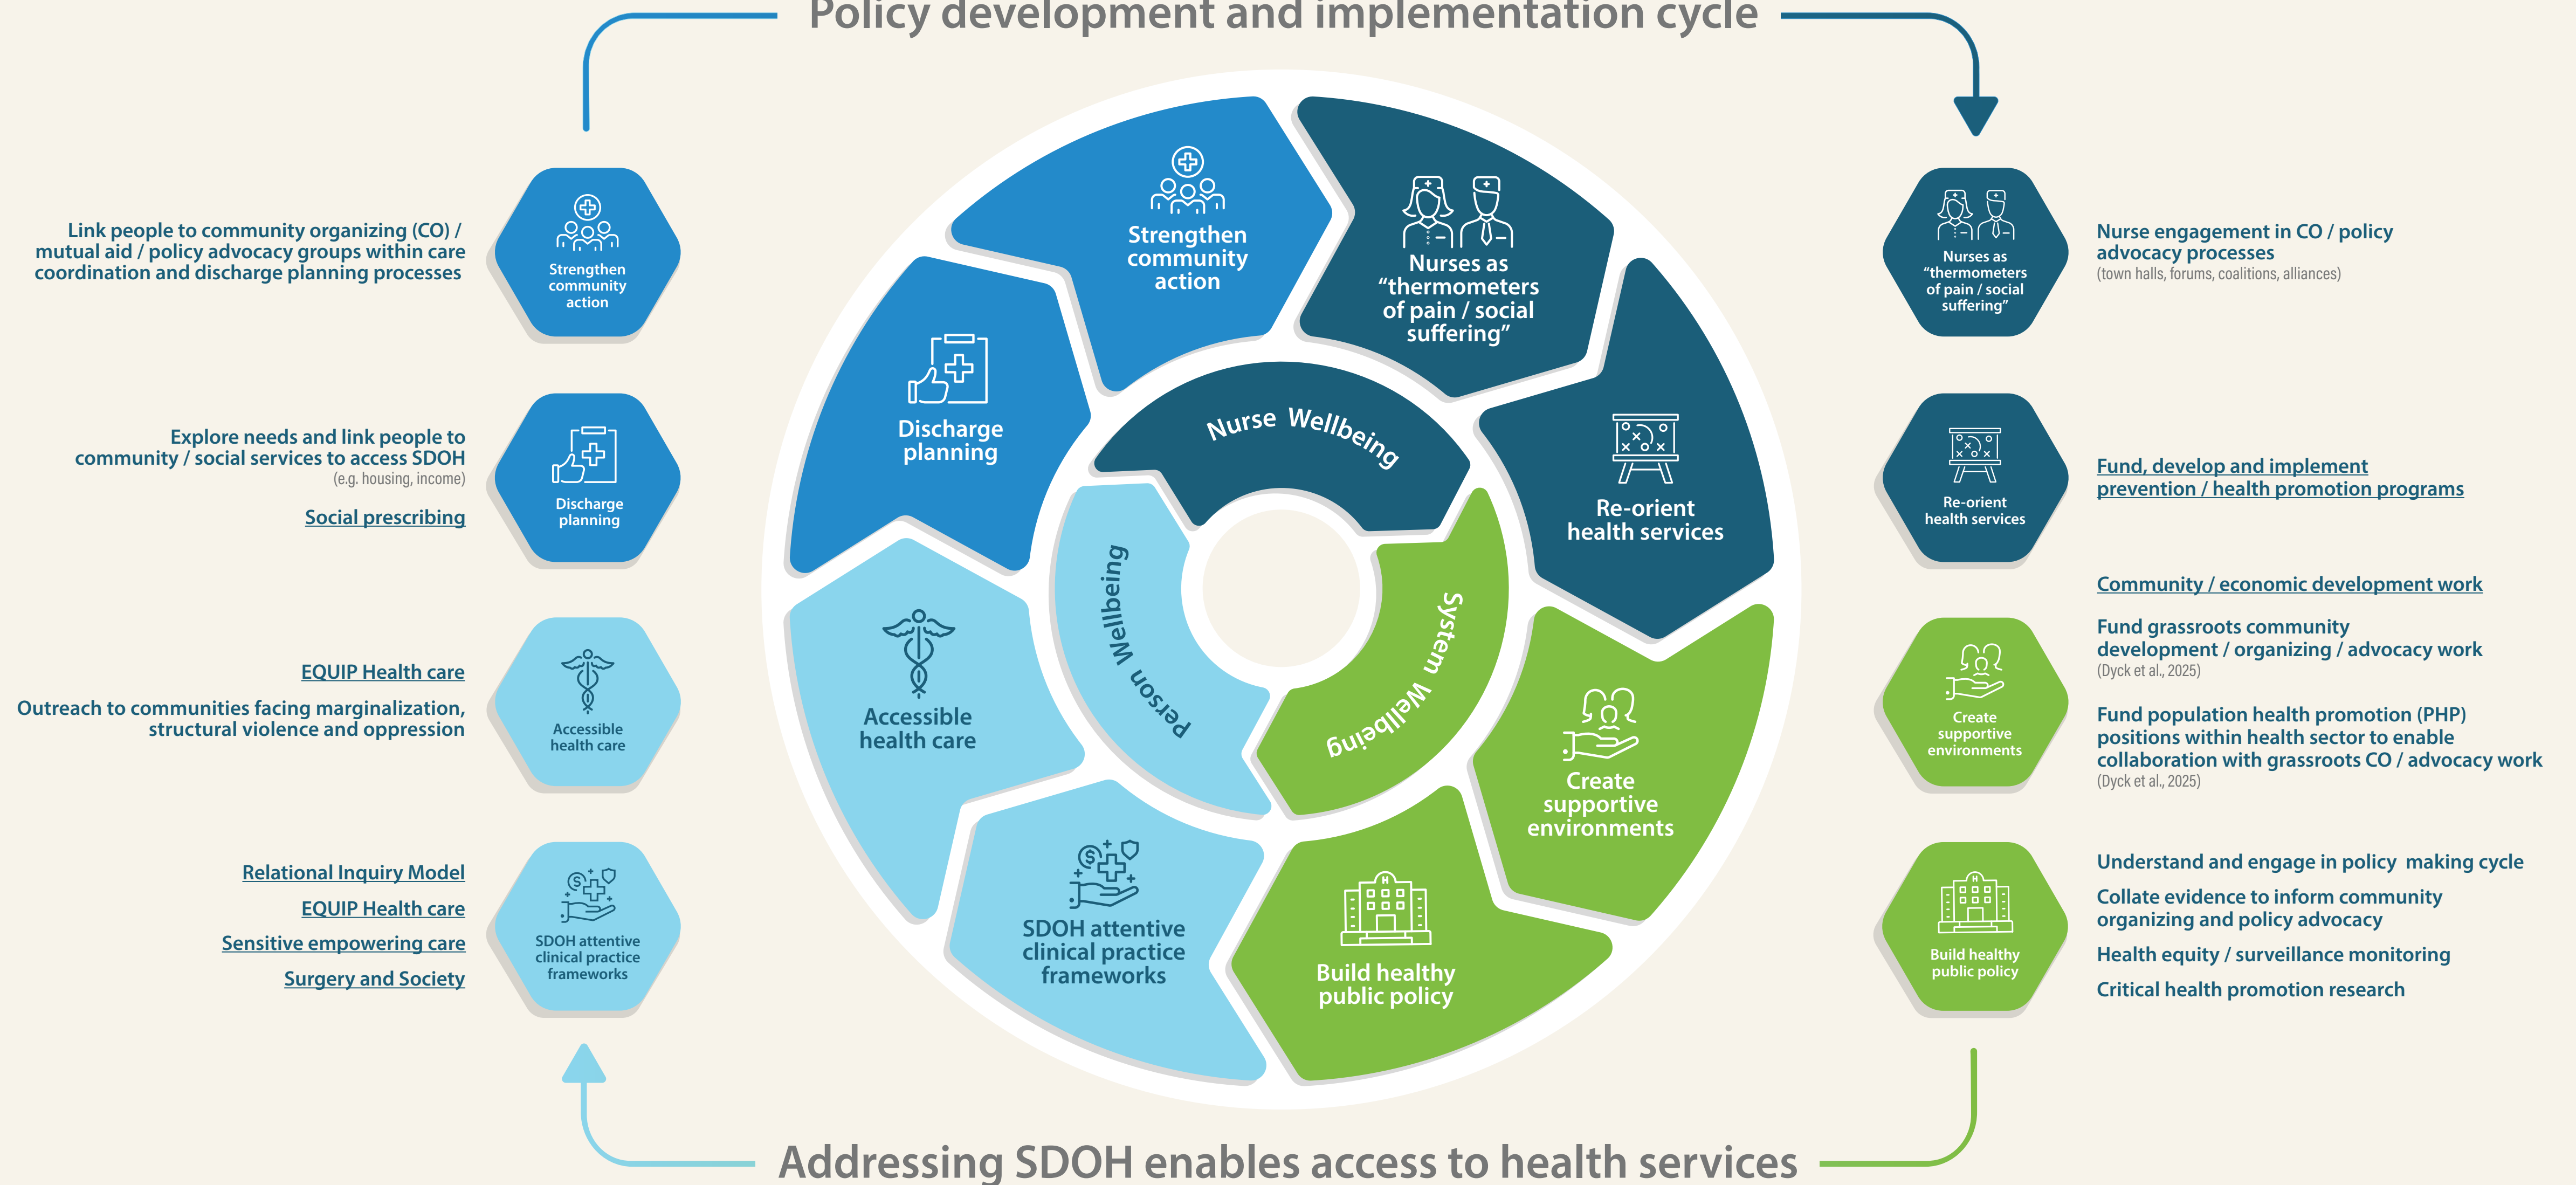 Policy development and implementation cycle
Link people to community organizing (CO) /
mutual aid / policy advocacy groups within care
coordination and discharge planning processes
Strengthen
community
action
Explore needs and link people to
community / social services to access SDOH
(e.g. housing, income)
Social prescribing
Discharge
planning
EQUIP Health care
Outreach to communities facing marginalization,
structural violence and oppression
Accessible
health care
Relational Inquiry Model
EQUIP Health care
Sensitive empowering care
Surgery and Society
SDOH attentive
clinical practice
frameworks
Strengthen
community
action
Nurses as
“thermometers
of pain / social
suffering”
Discharge
planning
Re-orient
health services
Accessible
health care
Create
supportive
environments
SDOH attentive
clinical practice
frameworks
Build healthy
public policy
Nurse Wellbeing
Person Wellbeing
System Wellbeing
Nurses as
“thermometers
of pain / social
suffering”
Nurse engagement in CO / policy
advocacy processes
(town halls, forums, coalitions, alliances)
Re-orient
health services
Fund, develop and implement
prevention / health promotion programs
Community / economic development work
Create
supportive
environments
Fund grassroots community
development / organizing / advocacy work
(Dyck et al., 2025)
Fund population health promotion (PHP)
positions within health sector to enable
collaboration with grassroots CO / advocacy work
(Dyck et al., 2025)
Build healthy
public policy
Understand and engage in policy making cycle
Collate evidence to inform community
organizing and policy advocacy
Health equity / surveillance monitoring
Critical health promotion research
Addressing SDOH enables access to health services